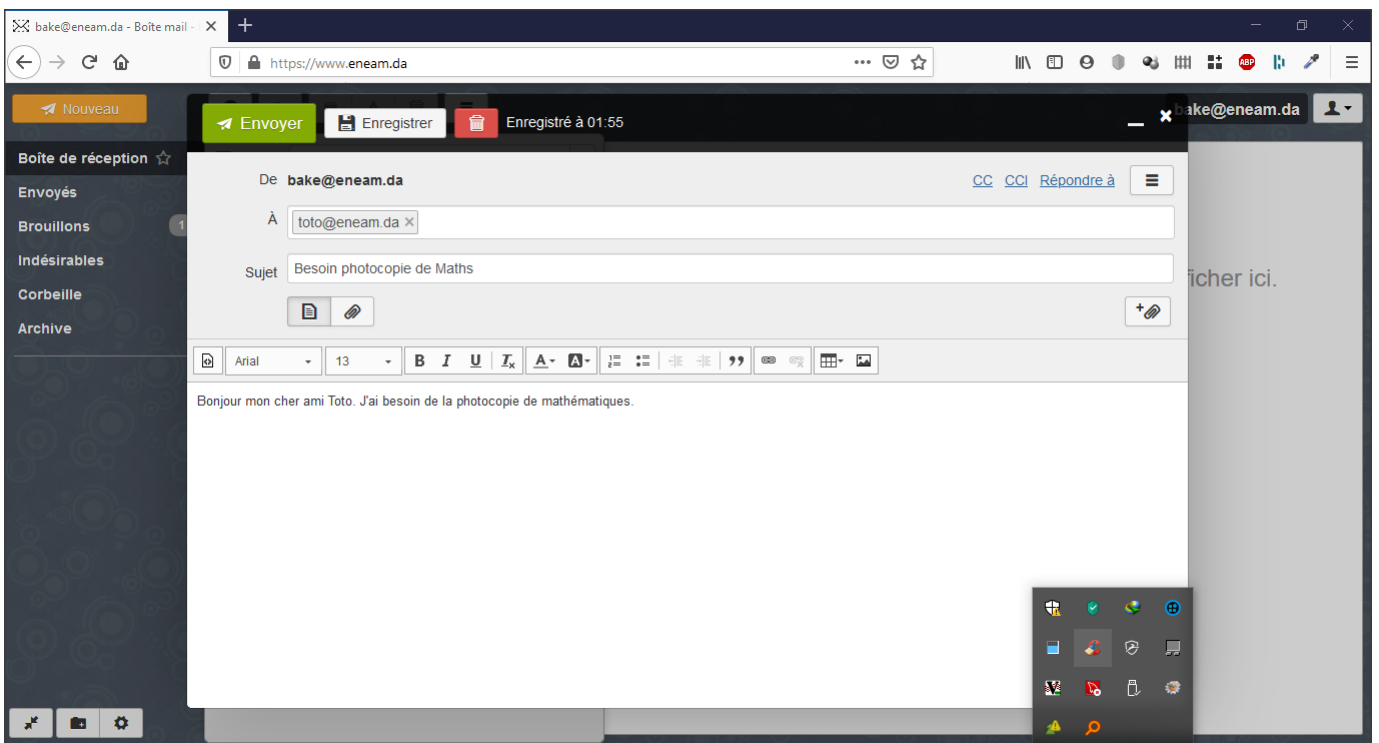 bake@eneam.da - Boîte mail -
https://www.eneam.da
ABP
Nouveau
Envoyer
Enregistrer
Enregistré à 01:55
bake@eneam.da
Boîte de réception
Envoyés
Brouillons 1
Indésirables
Corbeille
Archive
De bake@eneam.da
CC CCI Répondre à
À toto@eneam.da ×
Sujet Besoin photocopie de Maths
ficher ici.
Arial 13 B I U Ix A A
Bonjour mon cher ami Toto. J'ai besoin de la photocopie de mathématiques.